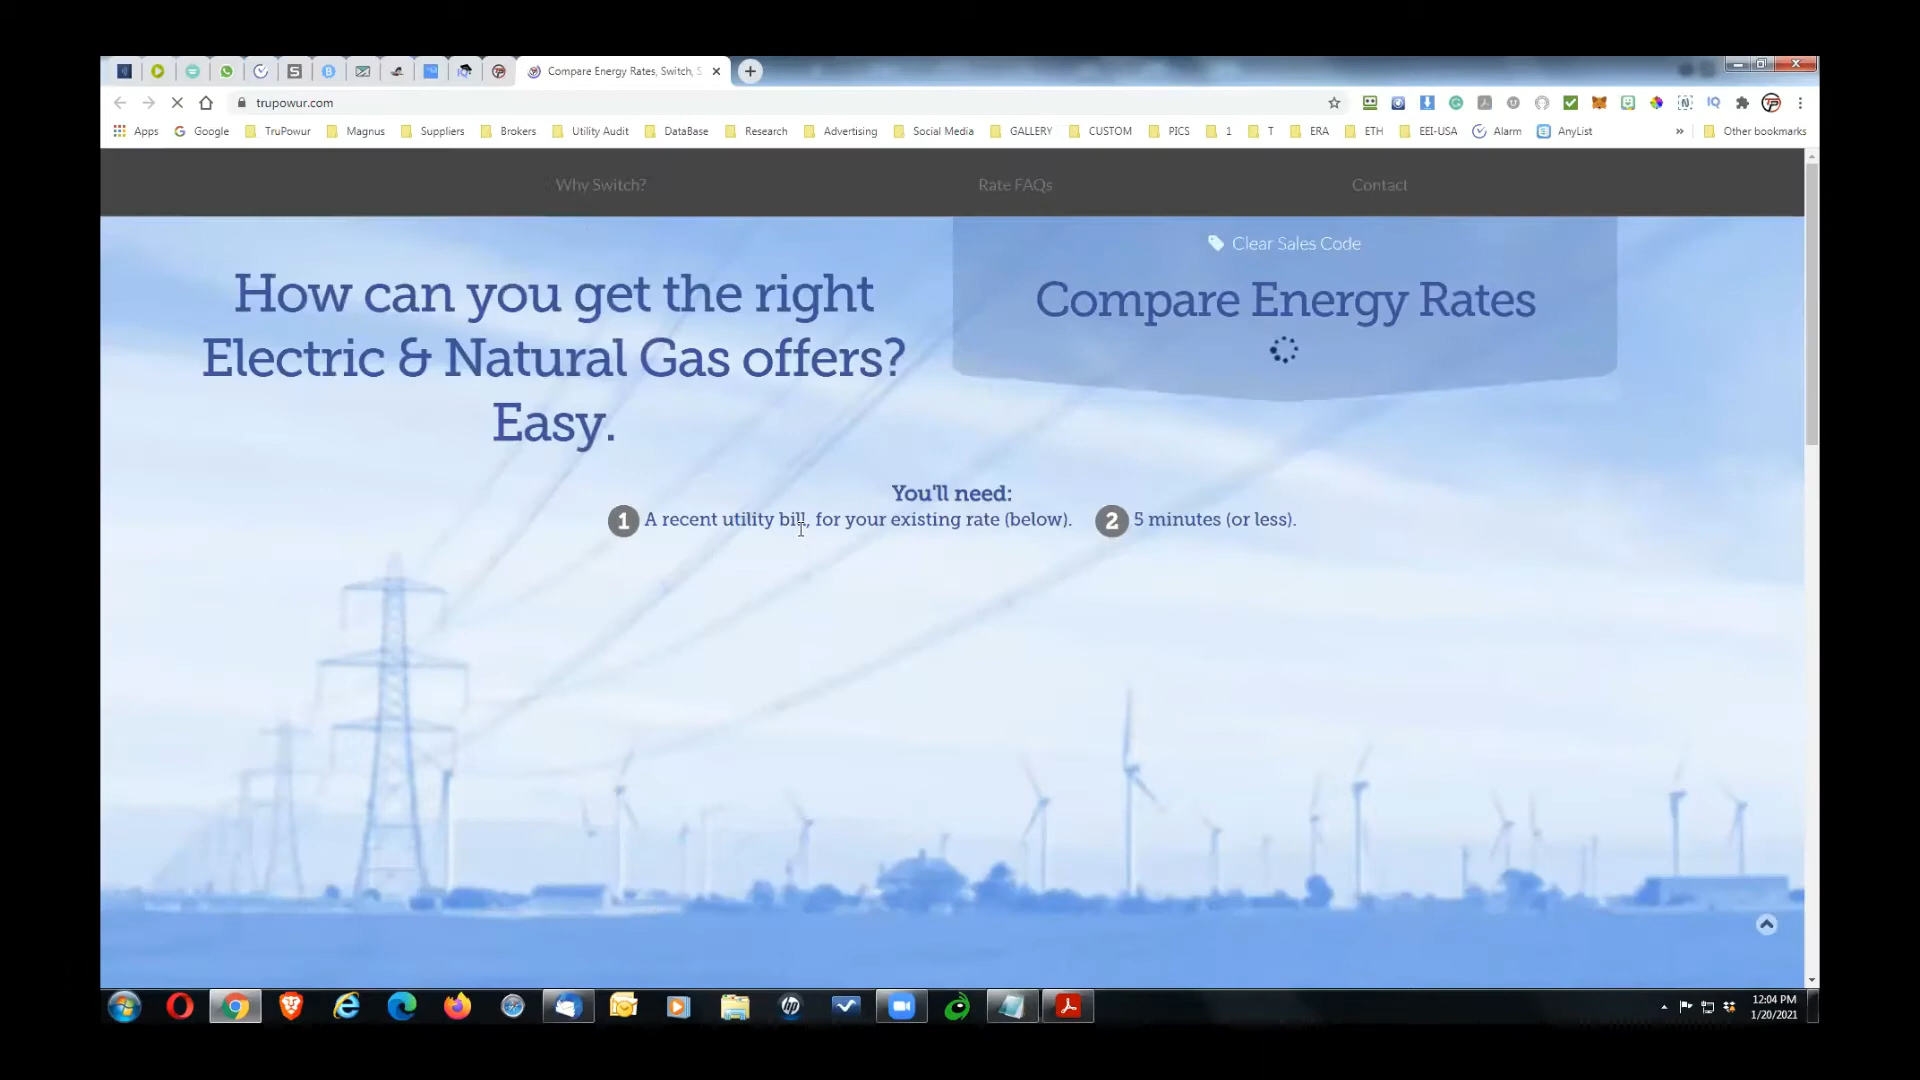 Compare Energy Rates, Switch, S
trupowur.com
Apps Google TruPowur Magnus Suppliers Brokers Utility Audit DataBase Research Advertising Social Media GALLERY CUSTOM PICS 1 T ERA ETH EEI-USA Alarm AnyList » Other bookmarks
Why Switch? Rate FAQs Contact
Clear Sales Code
How can you get the right
Electric & Natural Gas offers?
Easy.
Compare Energy Rates
You'll need:
1 A recent utility bill, for your existing rate (below). 2 5 minutes (or less).
12:04 PM
1/20/2021